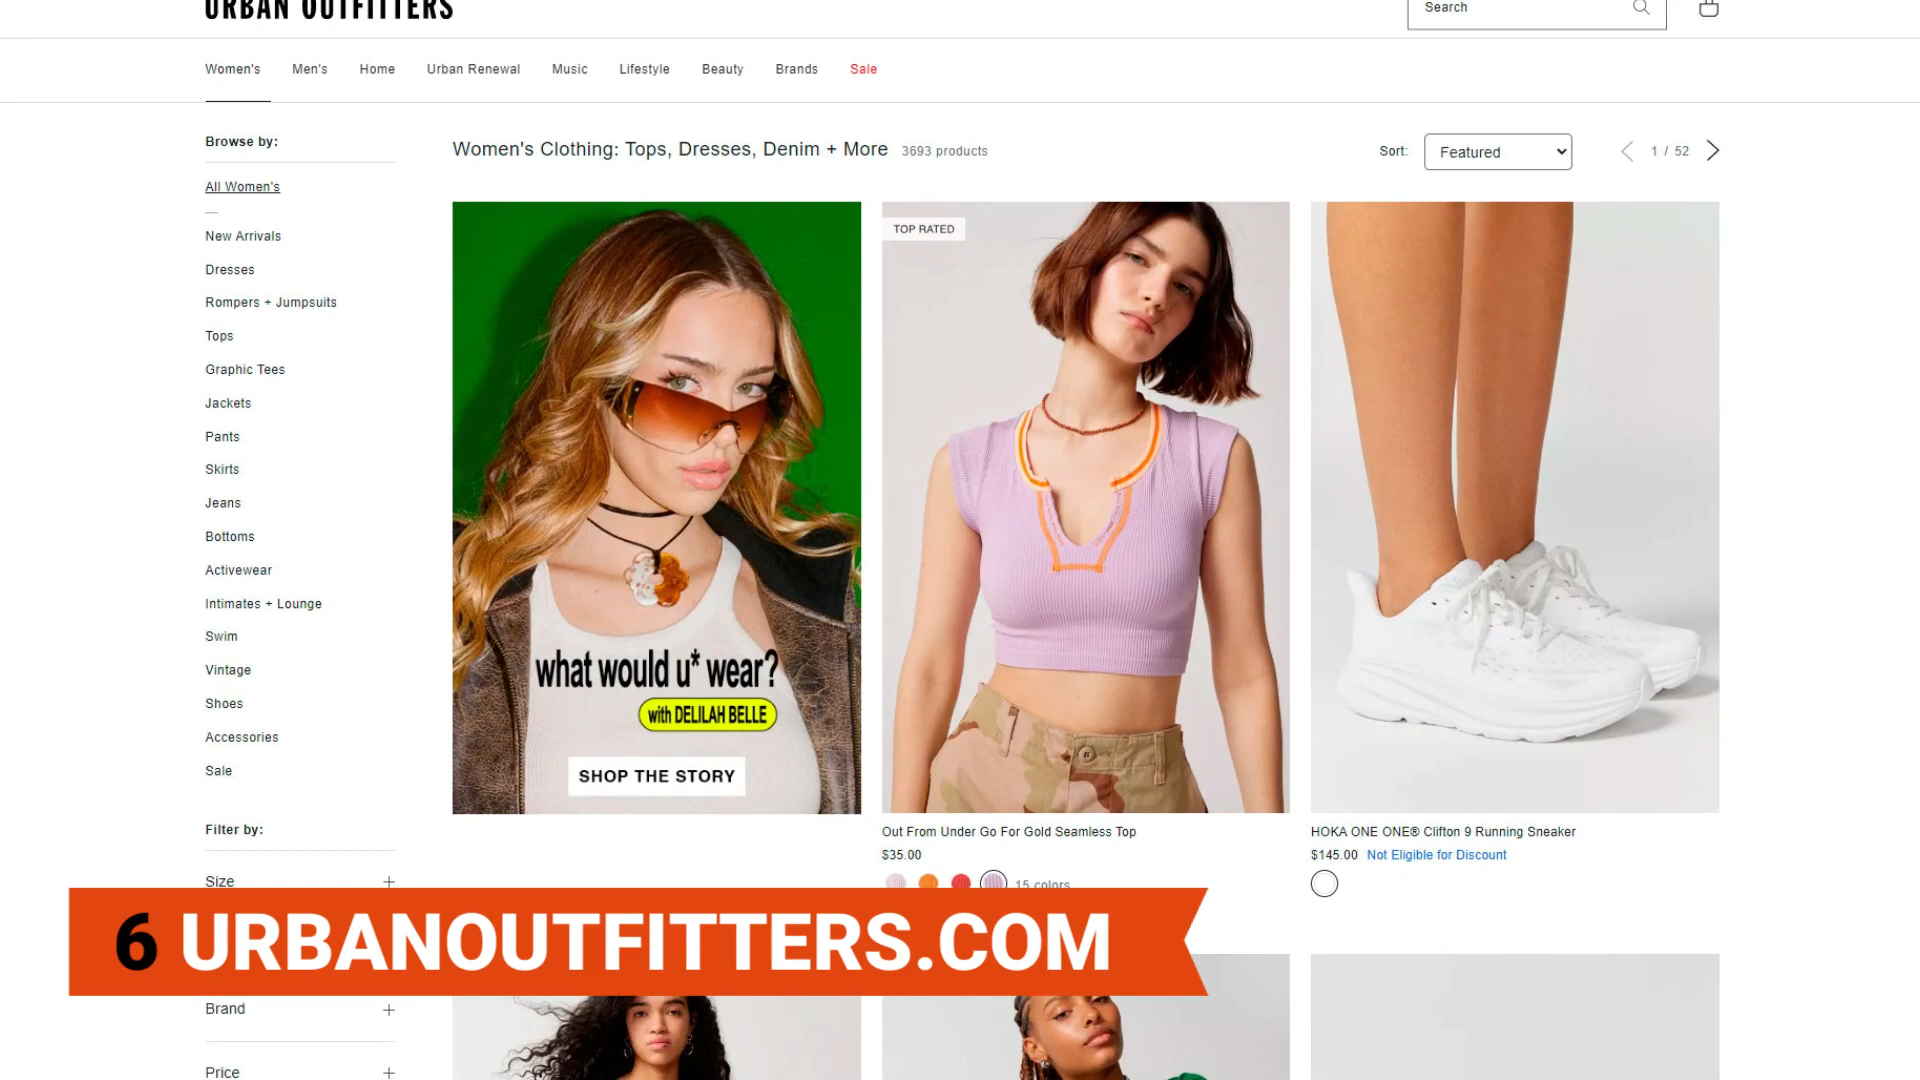 URBAN OUTFITTERS
Search
Women's
Men's
Home
Urban Renewal
Music
Lifestyle
Beauty
Brands
Sale
Browse by:
All Women's
New Arrivals
Dresses
Rompers + Jumpsuits
Tops
Graphic Tees
Jackets
Pants
Skirts
Jeans
Bottoms
Activewear
Intimates + Lounge
Swim
Vintage
Shoes
Accessories
Sale
Filter by:
Size
Brand
Price
Women's Clothing: Tops, Dresses, Denim + More 3693 products
Sort: Featured
1 / 52
what would u* wear?
with DELILAH BELLE
SHOP THE STORY
TOP RATED
Out From Under Go For Gold Seamless Top
$35.00
15 colors
HOKA ONE ONE® Clifton 9 Running Sneaker
$145.00 Not Eligible for Discount
6 URBANOUTFITTERS.COM